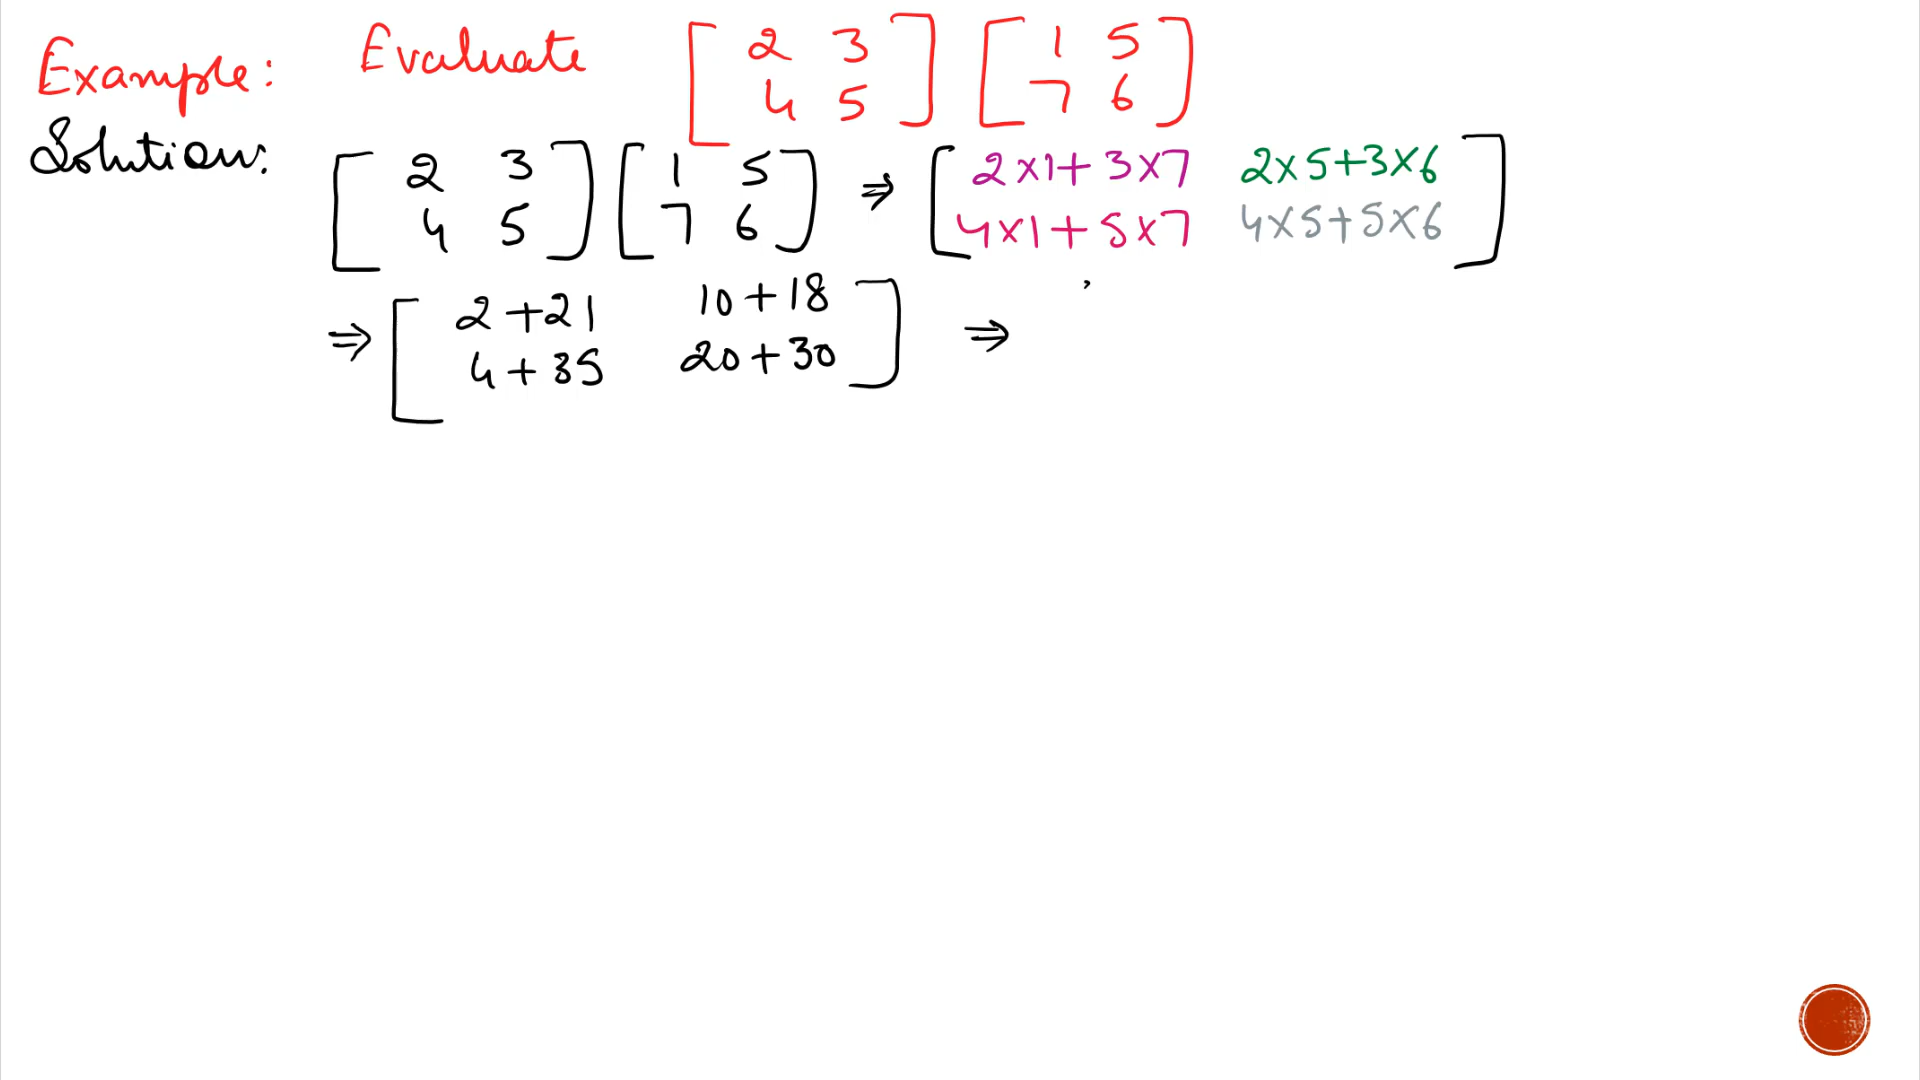 Example: Evaluate [ 2 3 ] [ 1 5 ]
4 5 7 6
Solution: [ 2 3 ] [ 1 5 ] ⇒ [ 2×1+3×7 2×5+3×6 ]
4 5 7 6 4×1+5×7 4×5+5×6
⇒ [ 2+21 10+18 ] ⇒
4+35 20+30